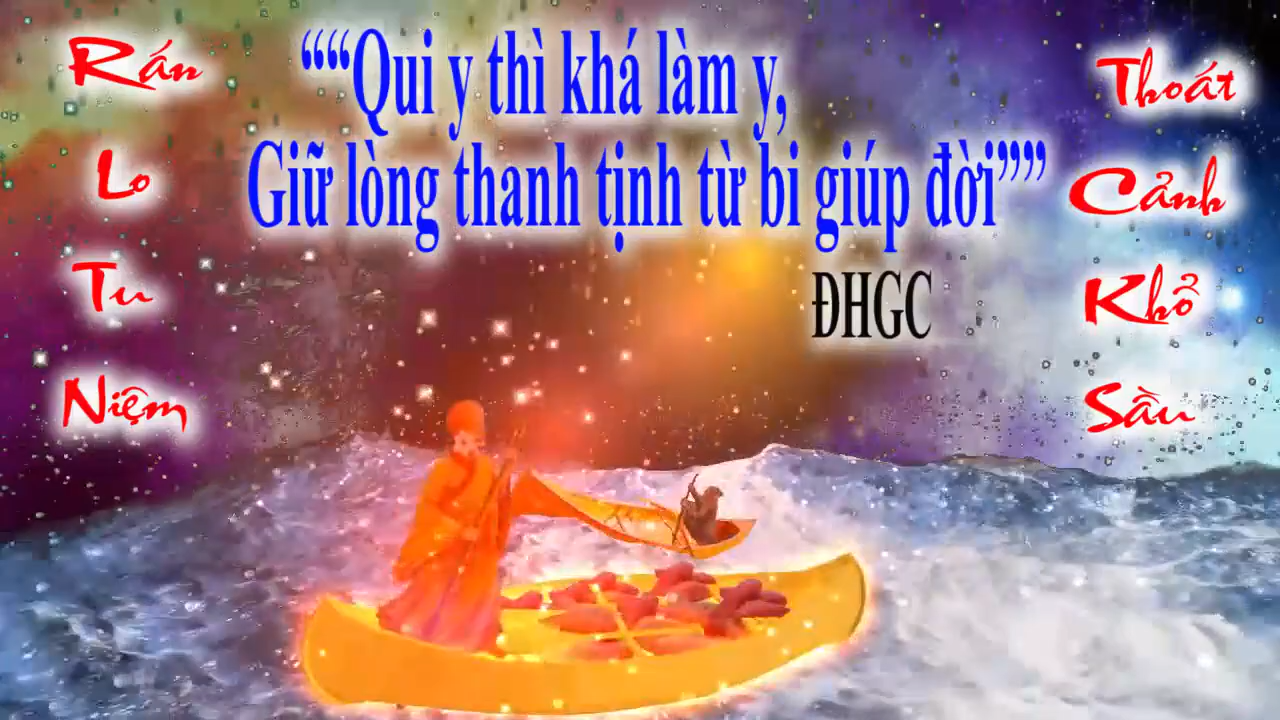 Rán
Lo
Tu
Niệm
““Qui y thì khá làm y,
Giữ lòng thanh tịnh từ bi giúp đời””
ĐHGC
Thoát
Cảnh
Khổ
Sầu